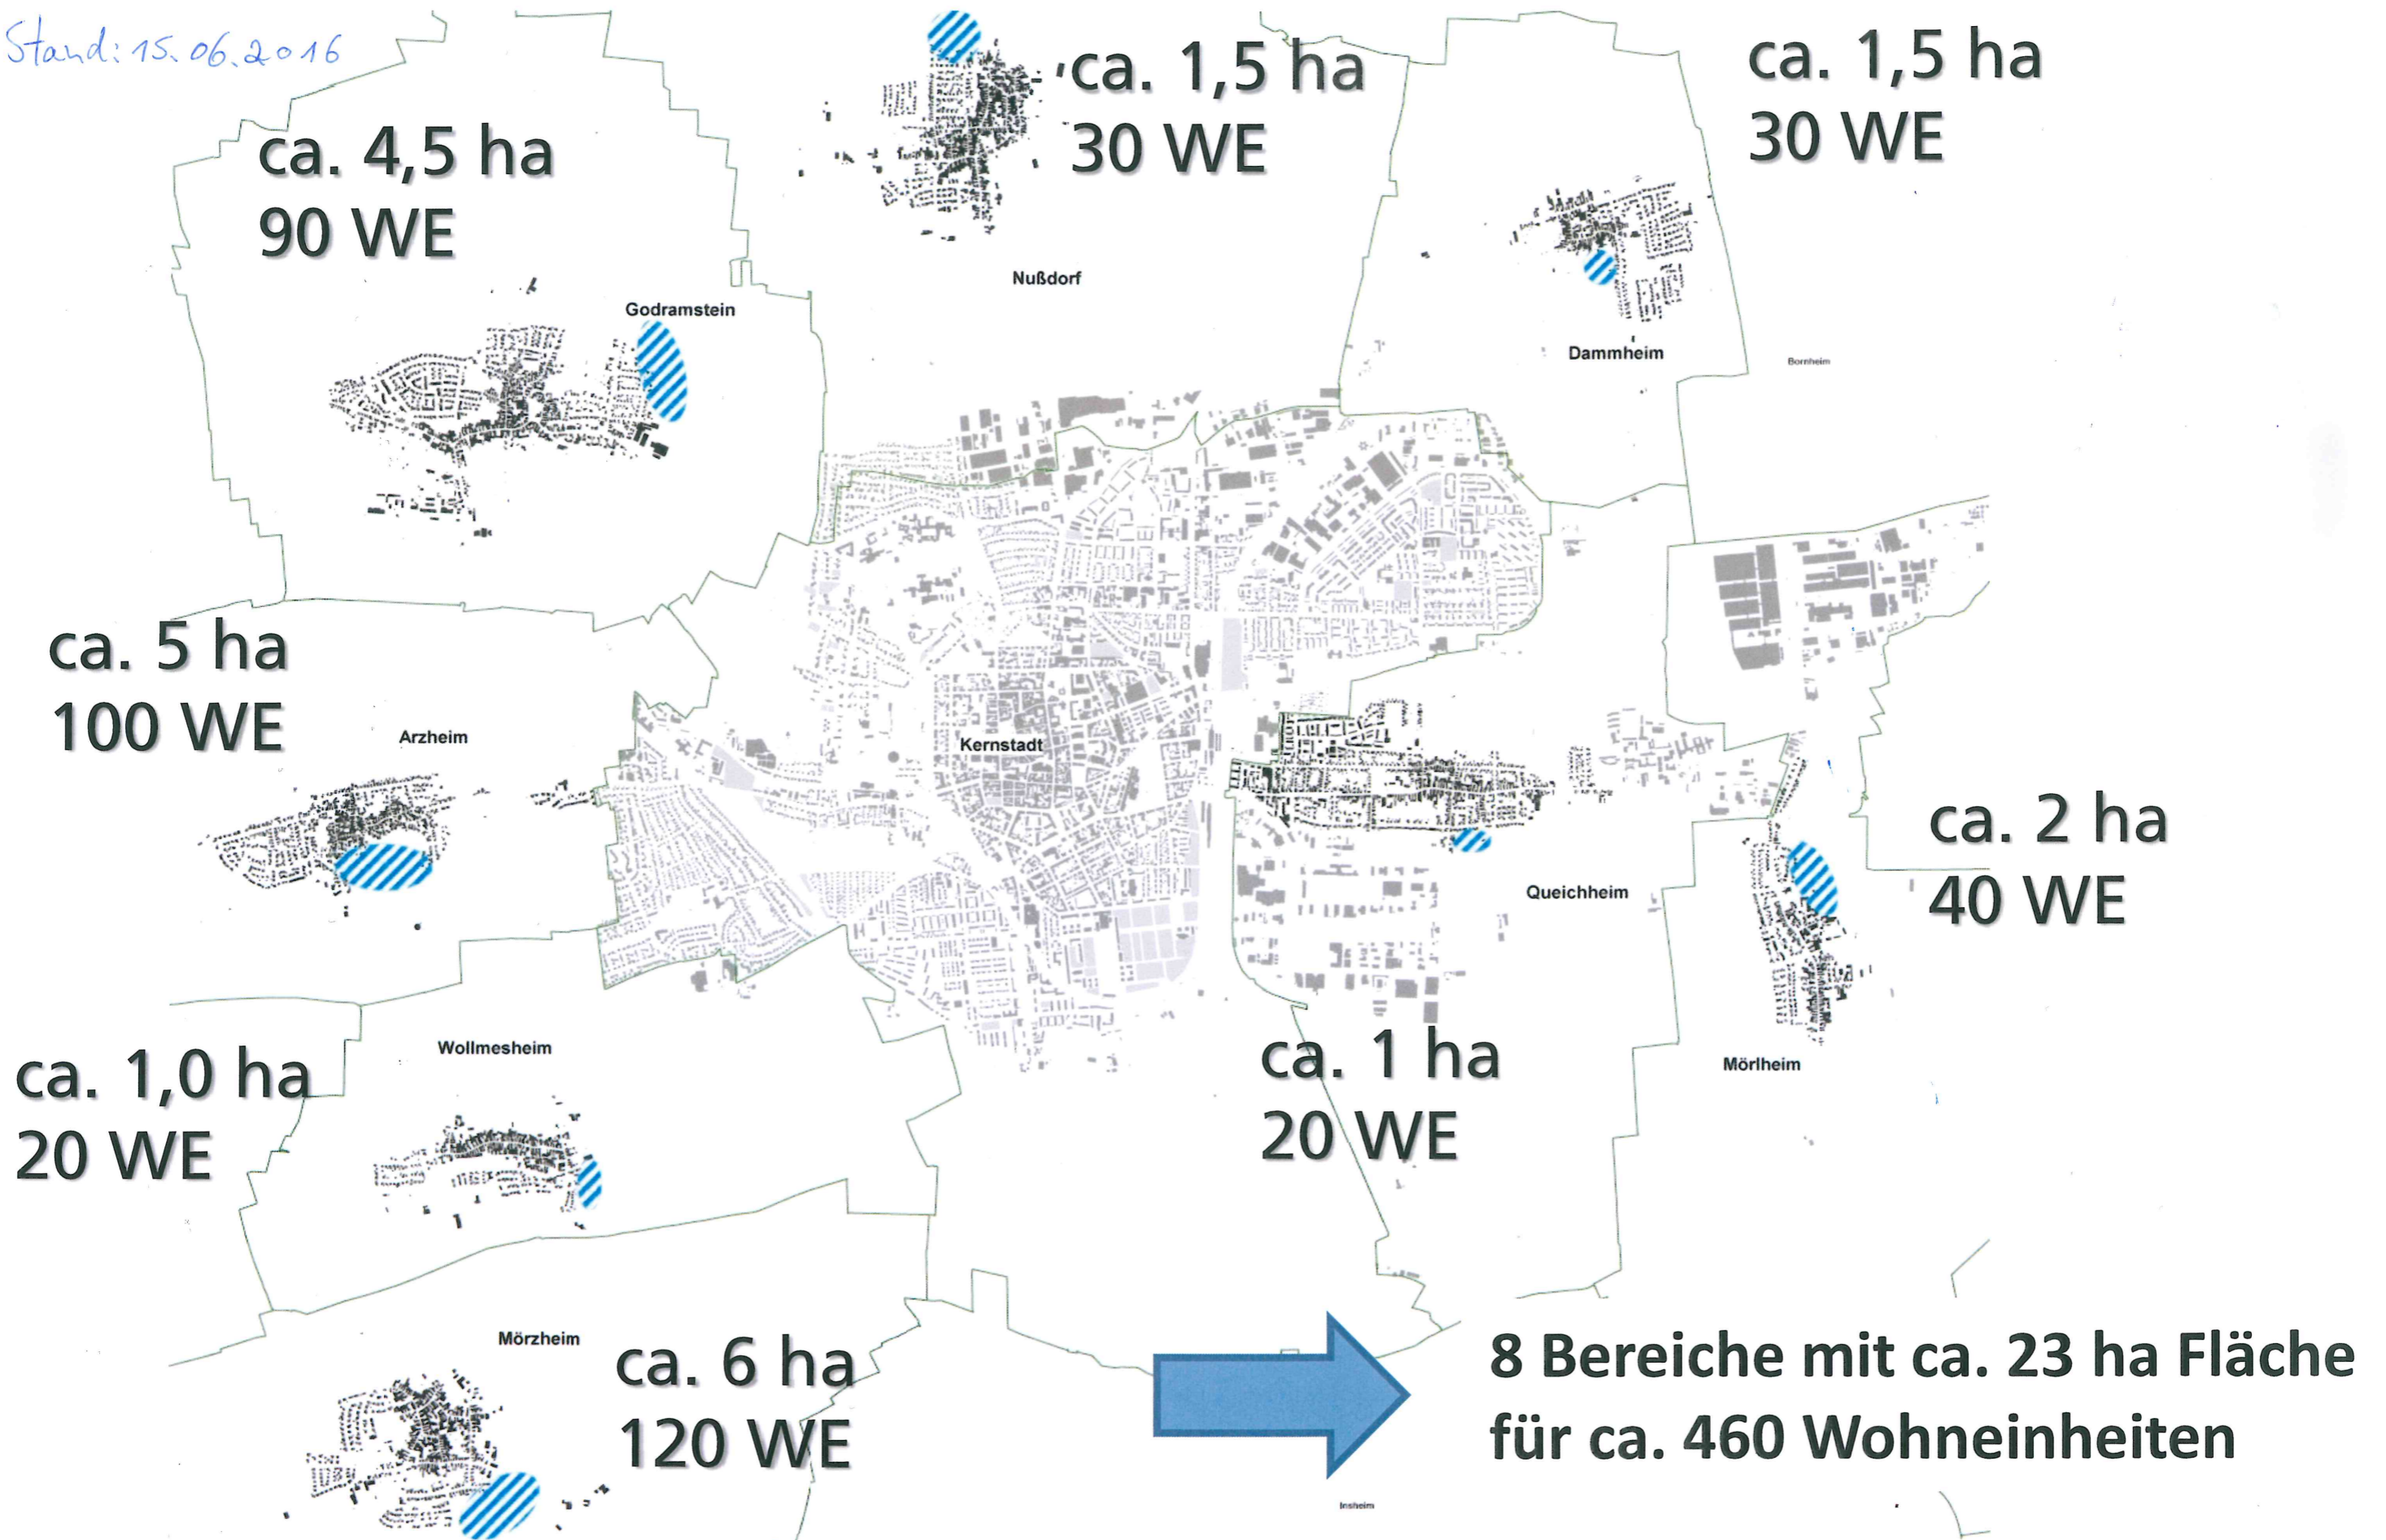 Stand: 15.06.2016
ca. 1,5 ha
30 WE
ca. 1,5 ha
30 WE
ca. 4,5 ha
90 WE
Nußdorf
Godramstein
Dammheim
Bornheim
ca. 5 ha
100 WE
Arzheim
Kernstadt
ca. 2 ha
40 WE
Queichheim
Mörlheim
Wollmesheim
ca. 1,0 ha
20 WE
ca. 1 ha
20 WE
Mörzheim
ca. 6 ha
120 WE
8 Bereiche mit ca. 23 ha Fläche
für ca. 460 Wohneinheiten
Insheim